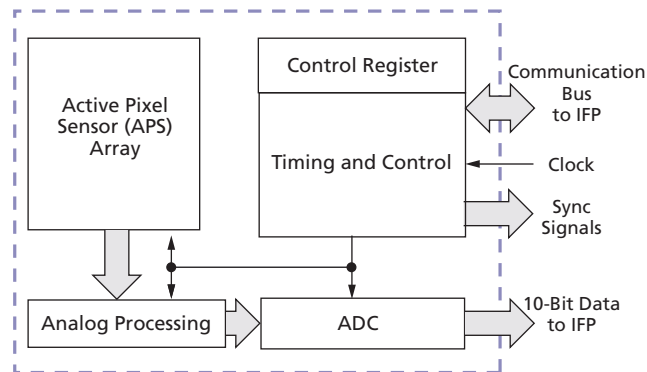 Active Pixel
Sensor (APS)
Array
Control Register
Timing and Control
Communication
Bus
to IFP
Clock
Sync
Signals
Analog Processing
ADC
10-Bit Data
to IFP